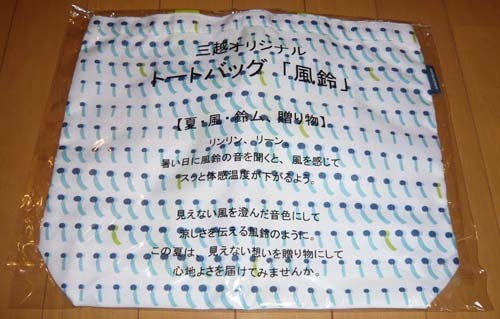 三越オリジナル
トートバッグ「風鈴」
【夏・風・鈴ム、贈り物】
リンリン、リーン。
暑い日に風鈴の音を聞くと、風を感じて
スっと体感温度が下がるよう。
見えない風を澄んだ音色にして
涼しさを伝える風鈴のように。
この夏は、見えない想いを贈り物にして
心地よさを届けてみませんか。